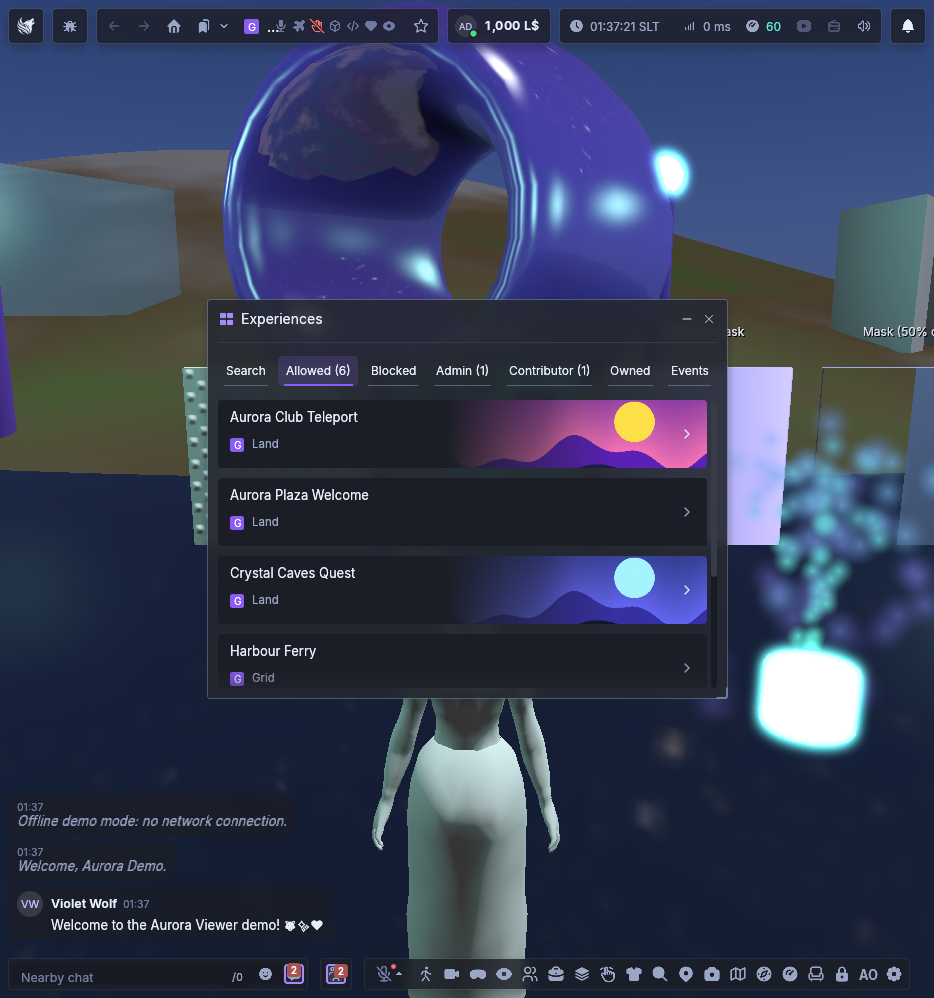 AD 1,000 L$
01:37:21 SLT
0 ms
60
Experiences
ask
Mask (50%
Search
Allowed (6)
Blocked
Admin (1)
Contributor (1)
Owned
Events
Aurora Club Teleport
G Land
Aurora Plaza Welcome
G Land
Crystal Caves Quest
G Land
Harbour Ferry
G Grid
01:37
Offline demo mode: no network connection.
01:37
Welcome, Aurora Demo.
VW Violet Wolf 01:37
Welcome to the Aurora Viewer demo!
Nearby chat /0 2 2
AO